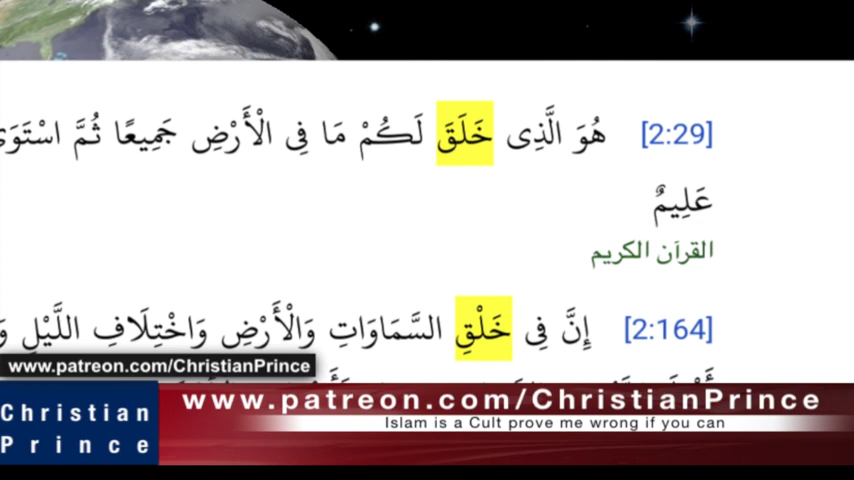 [2:29] هُوَ الَّذِى خَلَقَ لَكُمْ مَا فِى الْأَرْضِ جَمِيعًا ثُمَّ اسْتَوَى
عَلِيمٌ
القرآن الكريم
[2:164] إِنَّ فِى خَلْقِ السَّمَاوَاتِ وَالْأَرْضِ وَاخْتِلَافِ اللَّيْلِ
www.patreon.com/ChristianPrince
Christian
Prince
www.patreon.com/ChristianPrince
Islam is a Cult prove me wrong if you can